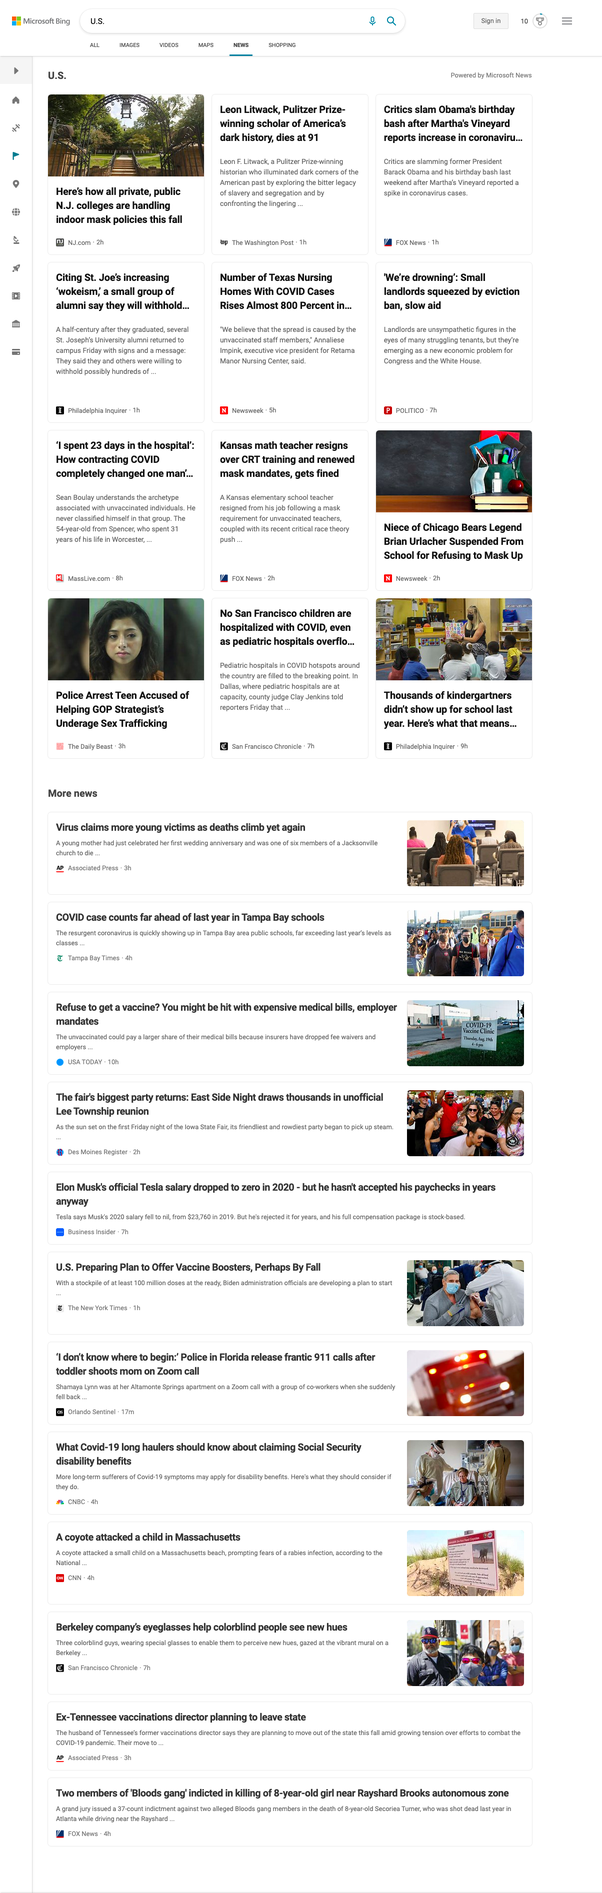 Microsoft Bing
U.S.
Sign in
10
ALL
IMAGES
VIDEOS
MAPS
NEWS
SHOPPING
U.S.
Powered by Microsoft News
Here's how all private, public
N.J. colleges are handling
indoor mask policies this fall
NJ.com · 2h
Leon Litwack, Pulitzer Prize-
winning scholar of America's
dark history, dies at 91
Leon F. Litwack, a Pulitzer Prize-winning
historian who illuminated dark corners of the
American past by exploring the bitter legacy
of slavery and segregation and by
confronting the lingering ...
wp The Washington Post · 1h
Critics slam Obama's birthday
bash after Martha's Vineyard
reports increase in coronaviru...
Critics are slamming former President
Barack Obama and his birthday bash last
weekend after Martha's Vineyard reported a
spike in coronavirus cases.
FOX News · 1h
Citing St. Joe's increasing
'wokeism,' a small group of
alumni say they will withhold...
A half-century after they graduated, several
St. Joseph's University alumni returned to
campus Friday with signs and a message:
They said they and others were willing to
withhold possibly hundreds of ...
Philadelphia Inquirer · 1h
Number of Texas Nursing
Homes With COVID Cases
Rises Almost 800 Percent in...
"We believe that the spread is caused by the
unvaccinated staff members," Annaliese
Impink, executive vice president for Retama
Manor Nursing Center, said.
N Newsweek · 5h
'We're drowning': Small
landlords squeezed by eviction
ban, slow aid
Landlords are unsympathetic figures in the
eyes of many struggling tenants, but they're
emerging as a new economic problem for
Congress and the White House.
P POLITICO · 7h
'I spent 23 days in the hospital':
How contracting COVID
completely changed one man'...
Sean Boulay understands the archetype
associated with unvaccinated individuals. He
never classified himself in that group. The
54-year-old from Spencer, who spent 31
years of his life in Worcester, ...
MassLive.com · 8h
Kansas math teacher resigns
over CRT training and renewed
mask mandates, gets fined
A Kansas elementary school teacher
resigned from his job following a mask
requirement for unvaccinated teachers,
coupled with its recent critical race theory
push ...
FOX News · 2h
Niece of Chicago Bears Legend
Brian Urlacher Suspended From
School for Refusing to Mask Up
N Newsweek · 2h
Police Arrest Teen Accused of
Helping GOP Strategist's
Underage Sex Trafficking
The Daily Beast · 3h
No San Francisco children are
hospitalized with COVID, even
as pediatric hospitals overflo...
Pediatric hospitals in COVID hotspots around
the country are filled to the breaking point. In
Dallas, where pediatric hospitals are at
capacity, county judge Clay Jenkins told
reporters Friday that ...
San Francisco Chronicle · 7h
Thousands of kindergartners
didn't show up for school last
year. Here's what that means...
Philadelphia Inquirer · 9h
More news
Virus claims more young victims as deaths climb yet again
A young mother had just celebrated her first wedding anniversary and was one of six members of a Jacksonville
church to die ...
AP Associated Press · 3h
COVID case counts far ahead of last year in Tampa Bay schools
The resurgent coronavirus is quickly showing up in Tampa Bay area public schools, far exceeding last year's levels as
classes ...
Tampa Bay Times · 4h
Refuse to get a vaccine? You might be hit with expensive medical bills, employer
mandates
The unvaccinated could pay a larger share of their medical bills because insurers have dropped fee waivers and
employers ...
USA TODAY · 10h
COVID-19
Vaccine Clinic
The fair's biggest party returns: East Side Night draws thousands in unofficial
Lee Township reunion
As the sun set on the first Friday night of the Iowa State Fair, its friendliest and rowdiest party began to pick up steam.
...
Des Moines Register · 2h
Elon Musk's official Tesla salary dropped to zero in 2020 - but he hasn't accepted his paychecks in years
anyway
Tesla says Musk's 2020 salary fell to nil, from $23,760 in 2019. But he's rejected it for years, and his full compensation package is stock-based.
Business Insider · 7h
U.S. Preparing Plan to Offer Vaccine Boosters, Perhaps By Fall
With a stockpile of at least 100 million doses at the ready, Biden administration officials are developing a plan to start
...
The New York Times · 1h
'I don't know where to begin:' Police in Florida release frantic 911 calls after
toddler shoots mom on Zoom call
Shamaya Lynn was at her Altamonte Springs apartment on a Zoom call with a group of co-workers when she suddenly
fell back ...
OS Orlando Sentinel · 17m
What Covid-19 long haulers should know about claiming Social Security
disability benefits
More long-term sufferers of Covid-19 symptoms may apply for disability benefits. Here's what they should consider if
they do.
CNBC · 4h
A coyote attacked a child in Massachusetts
A coyote attacked a small child on a Massachusetts beach, prompting fears of a rabies infection, according to the
National ...
CNN CNN · 4h
Berkeley company's eyeglasses help colorblind people see new hues
Three colorblind guys, wearing special glasses to enable them to perceive new hues, gazed at the vibrant mural on a
Berkeley ...
San Francisco Chronicle · 7h
Ex-Tennessee vaccinations director planning to leave state
The husband of Tennessee's former vaccinations director says they are planning to move out of the state this fall amid growing tension over efforts to combat the
COVID-19 pandemic. Their move to ...
AP Associated Press · 3h
Two members of 'Bloods gang' indicted in killing of 8-year-old girl near Rayshard Brooks autonomous zone
A grand jury issued a 37-count indictment against two alleged Bloods gang members in the death of 8-year-old Secoriea Turner, who was shot dead last year in
Atlanta while driving near the Rayshard ...
FOX News · 4h